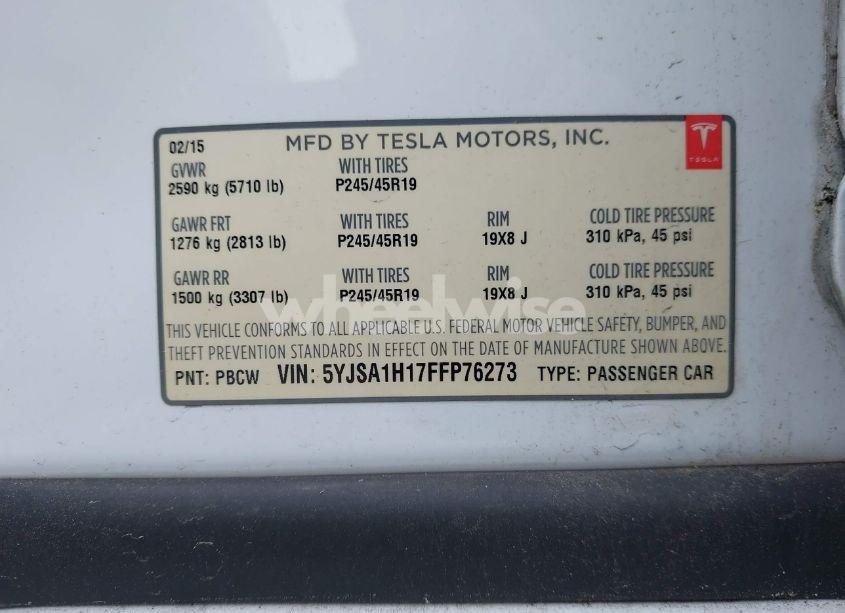 02/15 MFD BY TESLA MOTORS, INC.
TESLA
GVWR WITH TIRES
2590 kg (5710 lb) P245/45R19
GAWR FRT WITH TIRES RIM COLD TIRE PRESSURE
1276 kg (2813 lb) P245/45R19 19X8 J 310 kPa, 45 psi
GAWR RR WITH TIRES RIM COLD TIRE PRESSURE
1500 kg (3307 lb) P245/45R19 19X8 J 310 kPa, 45 psi
wheelwise
THIS VEHICLE CONFORMS TO ALL APPLICABLE U.S. FEDERAL MOTOR VEHICLE SAFETY, BUMPER, AND
THEFT PREVENTION STANDARDS IN EFFECT ON THE DATE OF MANUFACTURE SHOWN ABOVE.
PNT: PBCW VIN: 5YJSA1H17FFP76273 TYPE: PASSENGER CAR